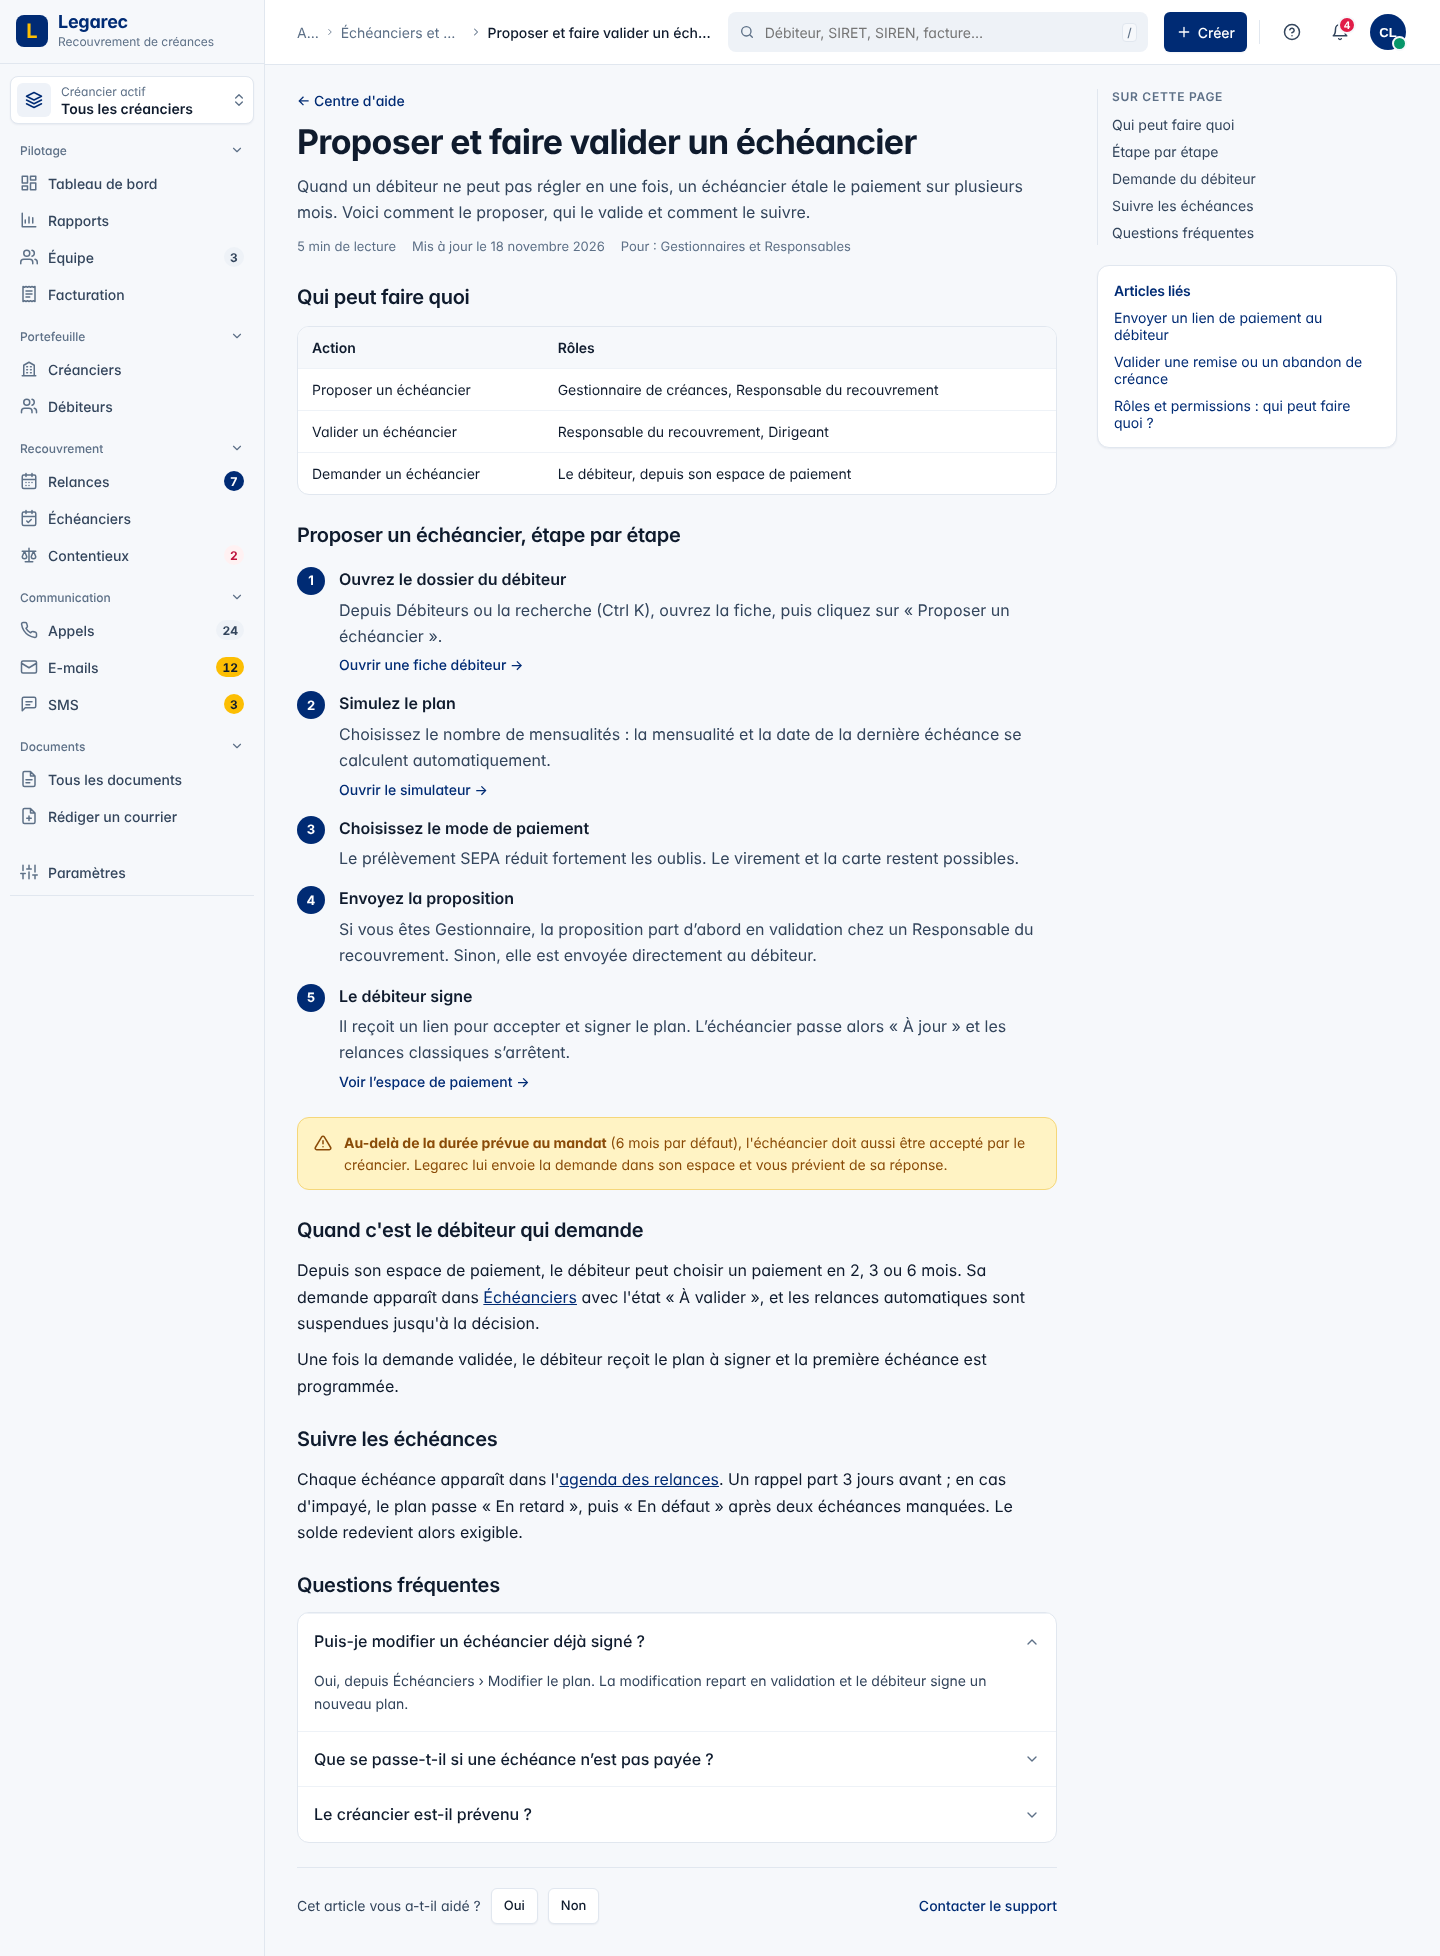 L
Legarec
Recouvrement de créances
Créancier actif
Tous les créanciers
Pilotage
Tableau de bord
Rapports
Équipe 3
Facturation
Portefeuille
Créanciers
Débiteurs
Recouvrement
Relances 7
Échéanciers
Contentieux 2
Communication
Appels 24
E-mails 12
SMS 3
Documents
Tous les documents
Rédiger un courrier
Paramètres
A... › Échéanciers et ... › Proposer et faire valider un éch...
Débiteur, SIRET, SIREN, facture... /
+ Créer
4
CL
← Centre d'aide
Proposer et faire valider un échéancier
Quand un débiteur ne peut pas régler en une fois, un échéancier étale le paiement sur plusieurs
mois. Voici comment le proposer, qui le valide et comment le suivre.
5 min de lecture Mis à jour le 18 novembre 2026 Pour : Gestionnaires et Responsables
Qui peut faire quoi
Action Rôles
Proposer un échéancier Gestionnaire de créances, Responsable du recouvrement
Valider un échéancier Responsable du recouvrement, Dirigeant
Demander un échéancier Le débiteur, depuis son espace de paiement
Proposer un échéancier, étape par étape
1 Ouvrez le dossier du débiteur
Depuis Débiteurs ou la recherche (Ctrl K), ouvrez la fiche, puis cliquez sur « Proposer un
échéancier ».
Ouvrir une fiche débiteur →
2 Simulez le plan
Choisissez le nombre de mensualités : la mensualité et la date de la dernière échéance se
calculent automatiquement.
Ouvrir le simulateur →
3 Choisissez le mode de paiement
Le prélèvement SEPA réduit fortement les oublis. Le virement et la carte restent possibles.
4 Envoyez la proposition
Si vous êtes Gestionnaire, la proposition part d’abord en validation chez un Responsable du
recouvrement. Sinon, elle est envoyée directement au débiteur.
5 Le débiteur signe
Il reçoit un lien pour accepter et signer le plan. L’échéancier passe alors « À jour » et les
relances classiques s’arrêtent.
Voir l’espace de paiement →
Au-delà de la durée prévue au mandat (6 mois par défaut), l'échéancier doit aussi être accepté par le
créancier. Legarec lui envoie la demande dans son espace et vous prévient de sa réponse.
Quand c'est le débiteur qui demande
Depuis son espace de paiement, le débiteur peut choisir un paiement en 2, 3 ou 6 mois. Sa
demande apparaît dans Échéanciers avec l'état « À valider », et les relances automatiques sont
suspendues jusqu'à la décision.
Une fois la demande validée, le débiteur reçoit le plan à signer et la première échéance est
programmée.
Suivre les échéances
Chaque échéance apparaît dans l'agenda des relances. Un rappel part 3 jours avant ; en cas
d'impayé, le plan passe « En retard », puis « En défaut » après deux échéances manquées. Le
solde redevient alors exigible.
Questions fréquentes
Puis-je modifier un échéancier déjà signé ?
Oui, depuis Échéanciers › Modifier le plan. La modification repart en validation et le débiteur signe un
nouveau plan.
Que se passe-t-il si une échéance n’est pas payée ?
Le créancier est-il prévenu ?
Cet article vous a-t-il aidé ? Oui Non Contacter le support
SUR CETTE PAGE
Qui peut faire quoi
Étape par étape
Demande du débiteur
Suivre les échéances
Questions fréquentes
Articles liés
Envoyer un lien de paiement au
débiteur
Valider une remise ou un abandon de
créance
Rôles et permissions : qui peut faire
quoi ?